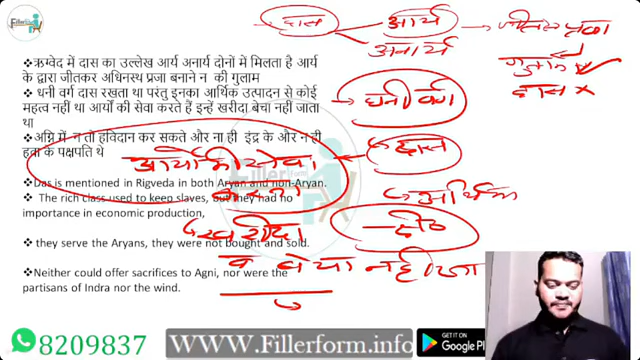 दास आर्य जीतकर प्रजा
अनार्य गुलाम
दास ×
❖ऋग्वेद में दास का उल्लेख आर्य अनार्य दोनों में मिलता है आर्य
के द्वारा जीतकर अधिनस्थ प्रजा बनाने न की गुलाम
❖ धनी वर्ग दास रखता था परंतु इनका आर्थिक उत्पादन से कोई
महत्व नहीं था आर्यों की सेवा करते हैं इन्हें खरीदा बेचा नहीं जाता
था
धनी वर्ग
❖ अग्नि में न तो हविदान कर सकते और ना ही इंद्र के और न ही
हवा के पक्षपति थे
दास
आर्यों की सेवा
करना
आर्थिक
❖Das is mentioned in Rigveda in both Aryan and non-Aryan.
❖ The rich class used to keep slaves, but they had no
importance in economic production,
खरीदा
❖ they serve the Aryans, they were not bought and sold.
व बेचा नहीं जा
❖Neither could offer sacrifices to Agni, nor were the
partisans of Indra nor the wind.
8209837 WWW.Fillerform.info GET IT ON
Google Pl